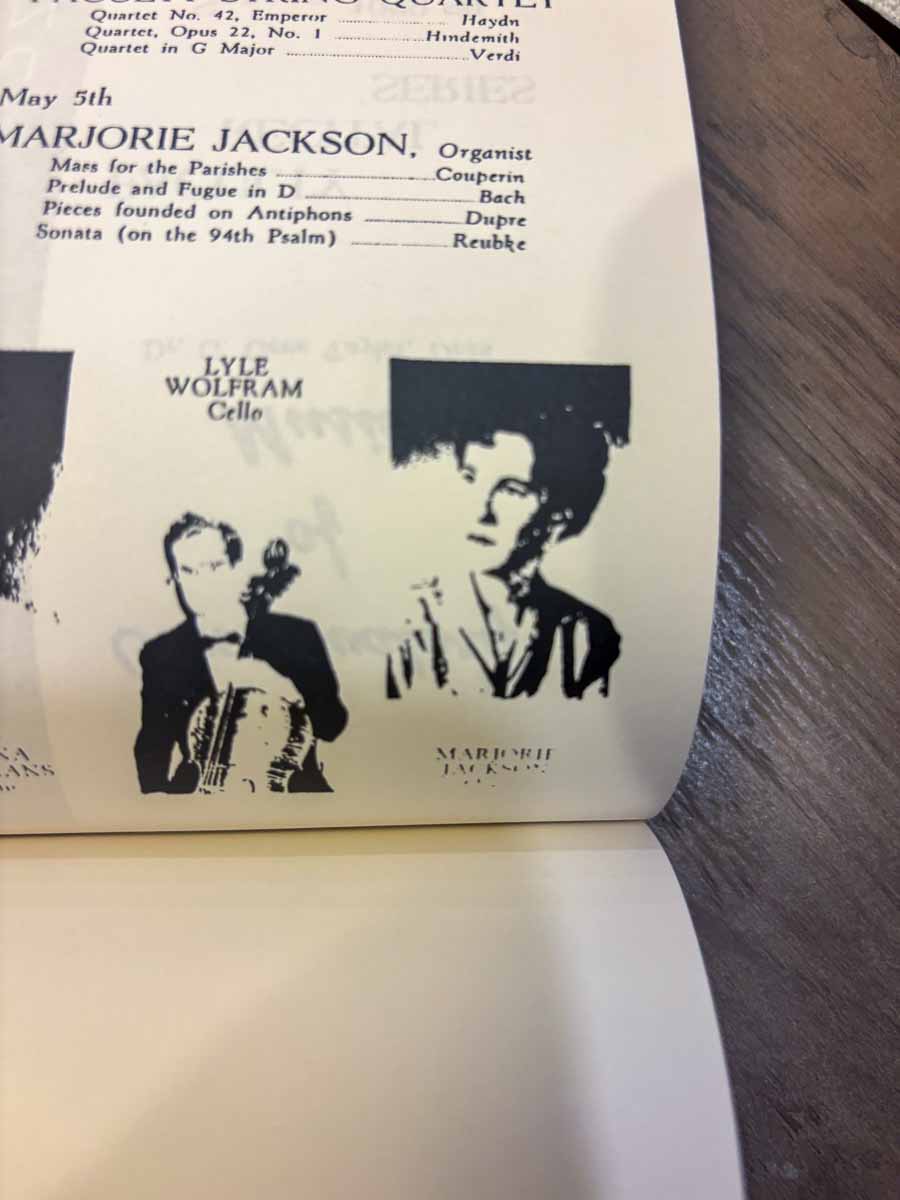 STRING QUARTET
Quartet No. 42, Emperor ........ Haydn
Quartet, Opus 22, No. 1 ........ Hindemith
Quartet in G Major ........ Verdi
May 5th
MARJORIE JACKSON, Organist
Mass for the Parishes ........ Couperin
Prelude and Fugue in D ........ Bach
Pieces founded on Antiphons ........ Dupre
Sonata (on the 94th Psalm) ........ Reubke
LYLE
WOLFRAM
Cello
MARJORIE
JACKSON